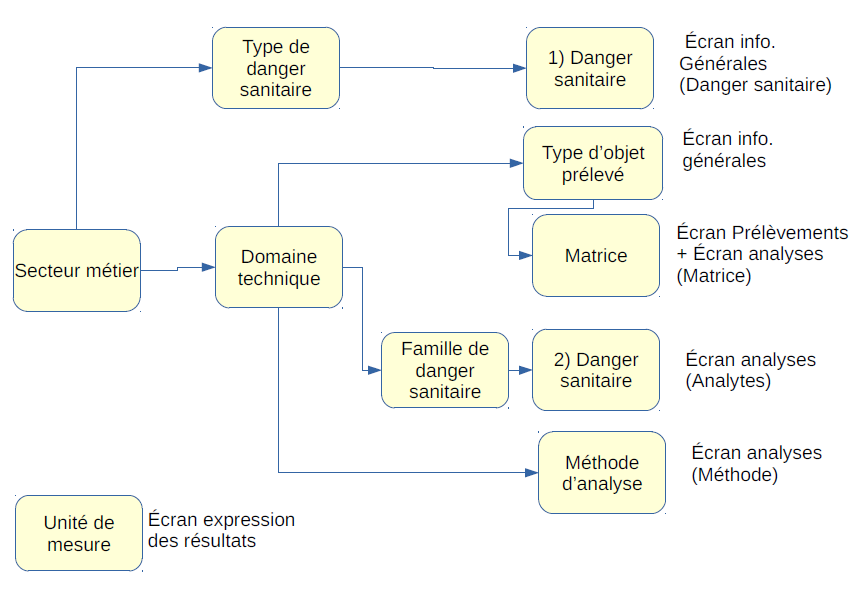 Type de
danger
sanitaire
1) Danger
sanitaire
Écran info.
Générales
(Danger sanitaire)
Type d’objet
prélevé
Écran info.
générales
Secteur métier
Domaine
technique
Matrice
Écran Prélèvements
+ Écran analyses
(Matrice)
Famille de
danger
sanitaire
2) Danger
sanitaire
Écran analyses
(Analytes)
Méthode
d’analyse
Écran analyses
(Méthode)
Unité de
mesure
Écran expression
des résultats